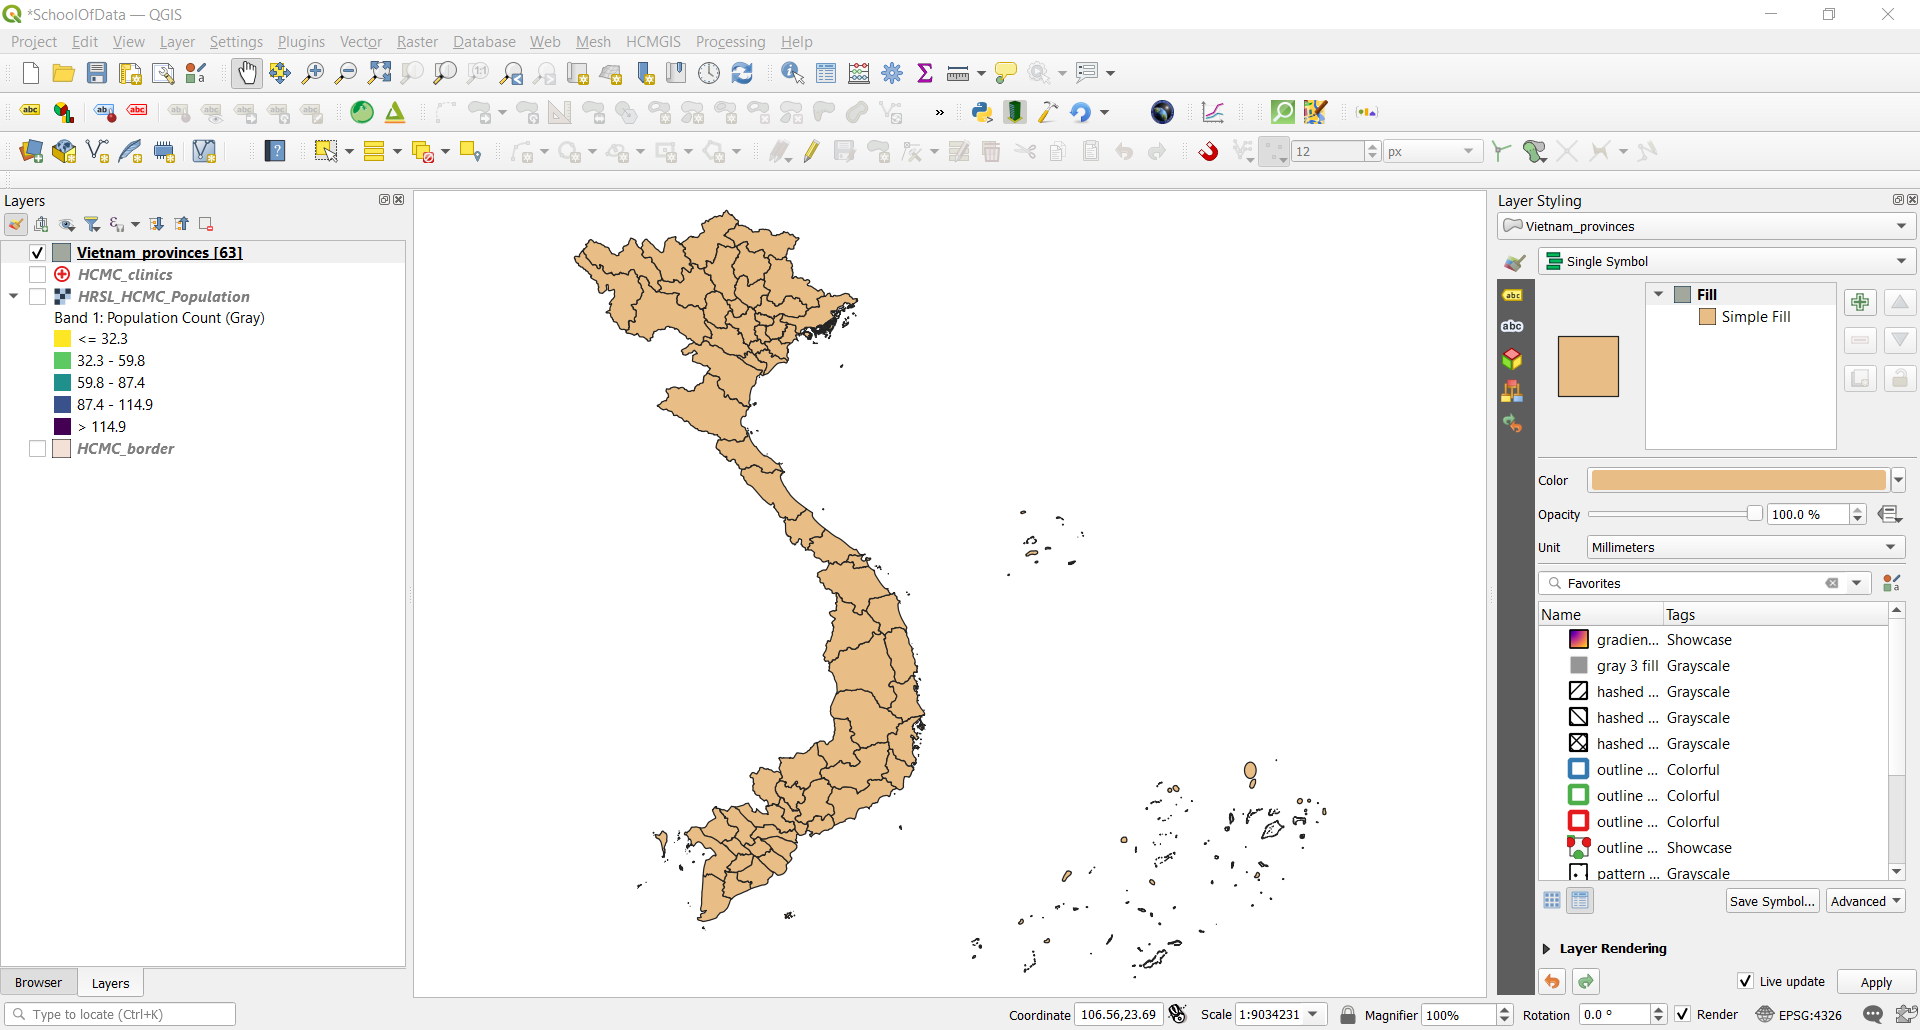 *SchoolOfData — QGIS
Project Edit View Layer Settings Plugins Vector Raster Database Web Mesh HCMGIS Processing Help
12 px
Layers
Vietnam_provinces [63]
HCMC_clinics
HRSL_HCMC_Population
Band 1: Population Count (Gray)
<= 32.3
32.3 - 59.8
59.8 - 87.4
87.4 - 114.9
> 114.9
HCMC_border
Browser Layers
Type to locate (Ctrl+K)
Layer Styling
Vietnam_provinces
Single Symbol
Fill
Simple Fill
Color
Opacity 100.0 %
Unit Millimeters
Favorites
Name Tags
gradien... Showcase
gray 3 fill Grayscale
hashed ... Grayscale
hashed ... Grayscale
hashed ... Grayscale
outline ... Colorful
outline ... Colorful
outline ... Colorful
outline ... Showcase
pattern ... Grayscale
Save Symbol... Advanced
Layer Rendering
Live update Apply
Coordinate 106.56,23.69 Scale 1:9034231 Magnifier 100% Rotation 0.0 ° Render EPSG:4326